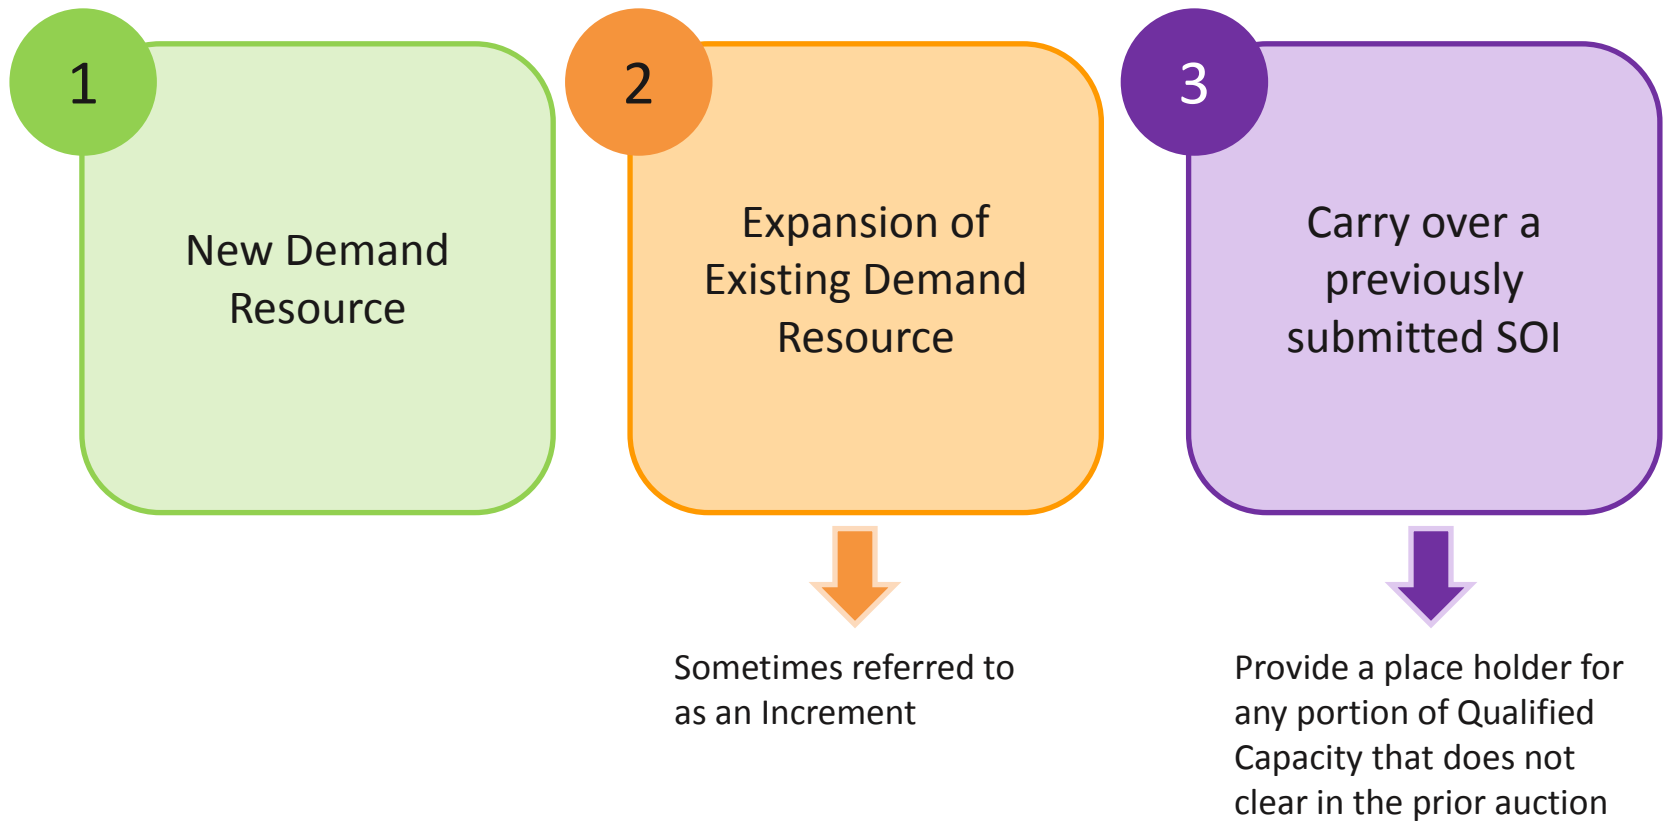 1
New Demand
Resource
2
Expansion of
Existing Demand
Resource
Sometimes referred to
as an Increment
3
Carry over a
previously
submitted SOI
Provide a place holder for
any portion of Qualified
Capacity that does not
clear in the prior auction